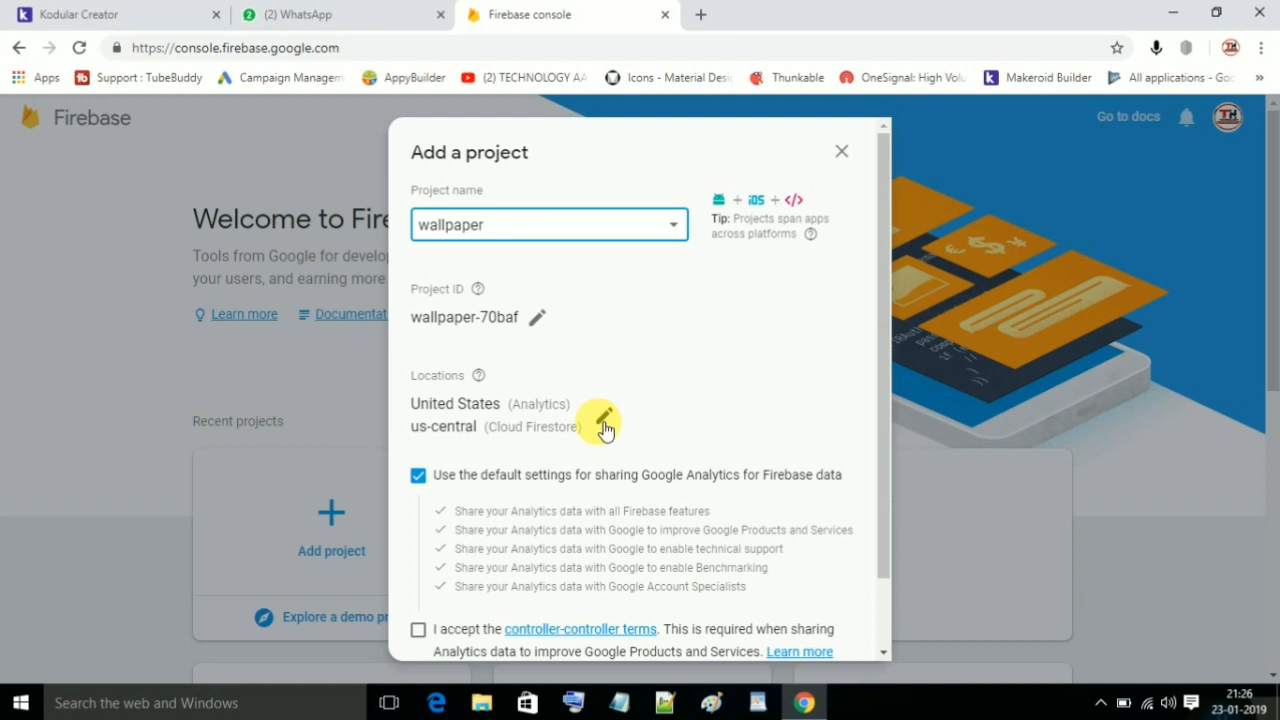 Kodular Creator
(2) WhatsApp
Firebase console
https://console.firebase.google.com
Apps
Support : TubeBuddy
Campaign Managem
AppyBuilder
(2) TECHNOLOGY AA
Icons - Material Desi
Thunkable
OneSignal: High Volu
Makeroid Builder
All applications - Goo
»
Firebase
Go to docs
Welcome to Fire
Tools from Google for develo
your users, and earning more
Learn more
Documentat
Recent projects
Add project
Explore a demo pr
Add a project
Project name
wallpaper
+ iOS + </>
Tip: Projects span apps
across platforms
Project ID
wallpaper-70baf
Locations
United States (Analytics)
us-central (Cloud Firestore)
Use the default settings for sharing Google Analytics for Firebase data
Share your Analytics data with all Firebase features
Share your Analytics data with Google to improve Google Products and Services
Share your Analytics data with Google to enable technical support
Share your Analytics data with Google to enable Benchmarking
Share your Analytics data with Google Account Specialists
I accept the controller-controller terms. This is required when sharing
Analytics data to improve Google Products and Services. Learn more
Search the web and Windows
21:26
23-01-2019